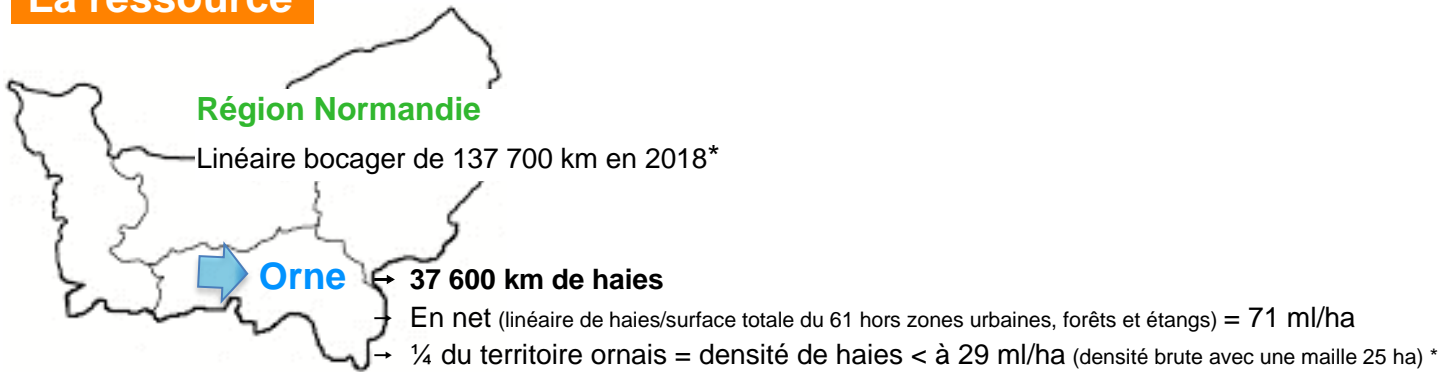 La ressource
Région Normandie
Linéaire bocager de 137 700 km en 2018*
Orne → 37 600 km de haies
→ En net (linéaire de haies/surface totale du 61 hors zones urbaines, forêts et étangs) = 71 ml/ha
→ ¼ du territoire ornais = densité de haies < à 29 ml/ha (densité brute avec une maille 25 ha) *